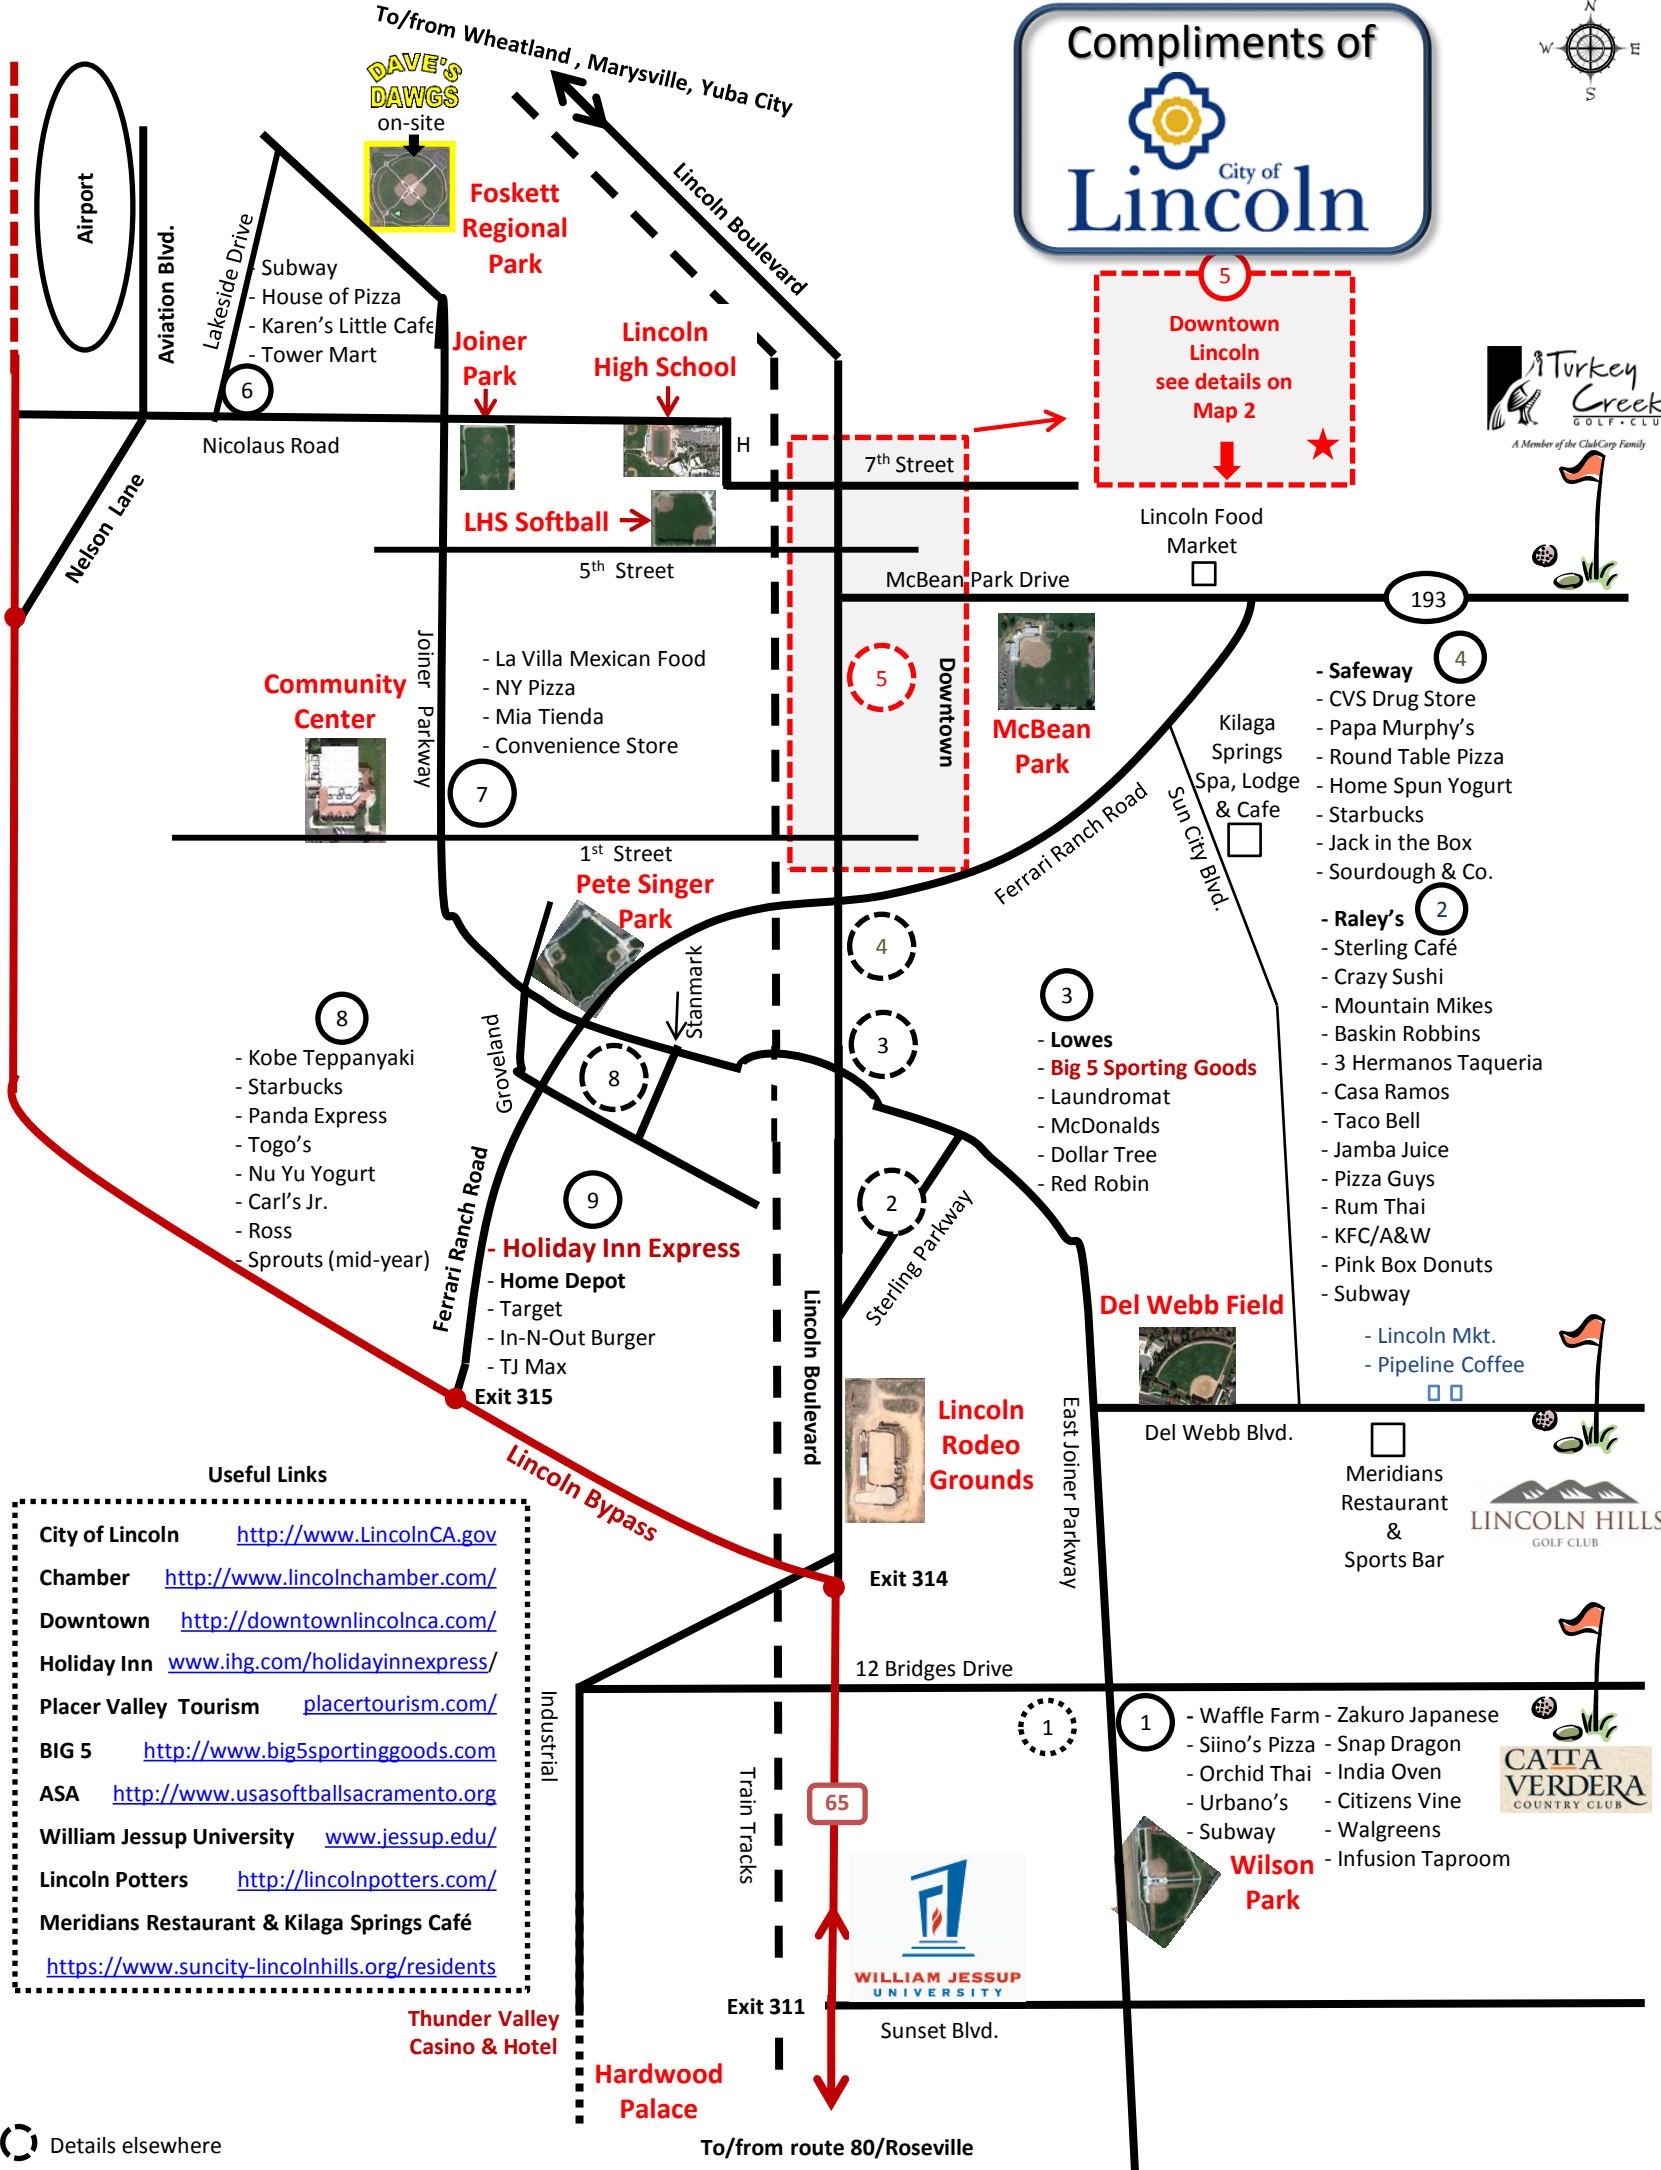 To/from Wheatland , Marysville, Yuba City
Compliments of
City of
Lincoln
N
W
E
S
DAVE'S
DAWGS
on-site
Airport
Aviation Blvd.
Lakeside Drive
Foskett
Regional
Park
Lincoln Boulevard
- Subway
- House of Pizza
- Karen's Little Cafe
- Tower Mart
6
Joiner
Park
Lincoln
High School
5
Downtown
Lincoln
see details on
Map 2
Turkey
Creek
GOLF • CLU
A Member of the ClubCorp Family
Nicolaus Road
H
7th Street
Nelson Lane
LHS Softball
5th Street
Lincoln Food
Market
McBean Park Drive
193
Joiner Parkway
- La Villa Mexican Food
- NY Pizza
- Mia Tienda
- Convenience Store
7
Community
Center
5
Downtown
McBean
Park
Kilaga
Springs
Spa, Lodge
& Cafe
Sun City Blvd.
Ferrari Ranch Road
4
- Safeway
- CVS Drug Store
- Papa Murphy's
- Round Table Pizza
- Home Spun Yogurt
- Starbucks
- Jack in the Box
- Sourdough & Co.
1st Street
Pete Singer
Park
4
3
Stanmark
Groveland
8
2
- Raley's
- Sterling Café
- Crazy Sushi
- Mountain Mikes
- Baskin Robbins
- 3 Hermanos Taqueria
- Casa Ramos
- Taco Bell
- Jamba Juice
- Pizza Guys
- Rum Thai
- KFC/A&W
- Pink Box Donuts
- Subway
8
- Kobe Teppanyaki
- Starbucks
- Panda Express
- Togo's
- Nu Yu Yogurt
- Carl's Jr.
- Ross
- Sprouts (mid-year)
3
- Lowes
- Big 5 Sporting Goods
- Laundromat
- McDonalds
- Dollar Tree
- Red Robin
Ferrari Ranch Road
9
- Holiday Inn Express
- Home Depot
- Target
- In-N-Out Burger
- TJ Max
2
Sterling Parkway
Lincoln Boulevard
Del Webb Field
- Lincoln Mkt.
- Pipeline Coffee
Exit 315
Lincoln Bypass
Lincoln
Rodeo
Grounds
East Joiner Parkway
Del Webb Blvd.
Meridians
Restaurant
&
Sports Bar
LINCOLN HILLS
GOLF CLUB
Useful Links
City of Lincoln http://www.LincolnCA.gov
Chamber http://www.lincolnchamber.com/
Downtown http://downtownlincolnca.com/
Holiday Inn www.ihg.com/holidayinnexpress/
Placer Valley Tourism placertourism.com/
BIG 5 http://www.big5sportinggoods.com
ASA http://www.usasoftballsacramento.org
William Jessup University www.jessup.edu/
Lincoln Potters http://lincolnpotters.com/
Meridians Restaurant & Kilaga Springs Café
https://www.suncity-lincolnhills.org/residents
Exit 314
12 Bridges Drive
Industrial
Train Tracks
1
1
- Waffle Farm
- Siino's Pizza
- Orchid Thai
- Urbano's
- Subway
- Zakuro Japanese
- Snap Dragon
- India Oven
- Citizens Vine
- Walgreens
- Infusion Taproom
CATTA
VERDERA
COUNTRY CLUB
65
Wilson
Park
WILLIAM JESSUP
UNIVERSITY
Exit 311
Sunset Blvd.
Thunder Valley
Casino & Hotel
Hardwood
Palace
Details elsewhere
To/from route 80/Roseville